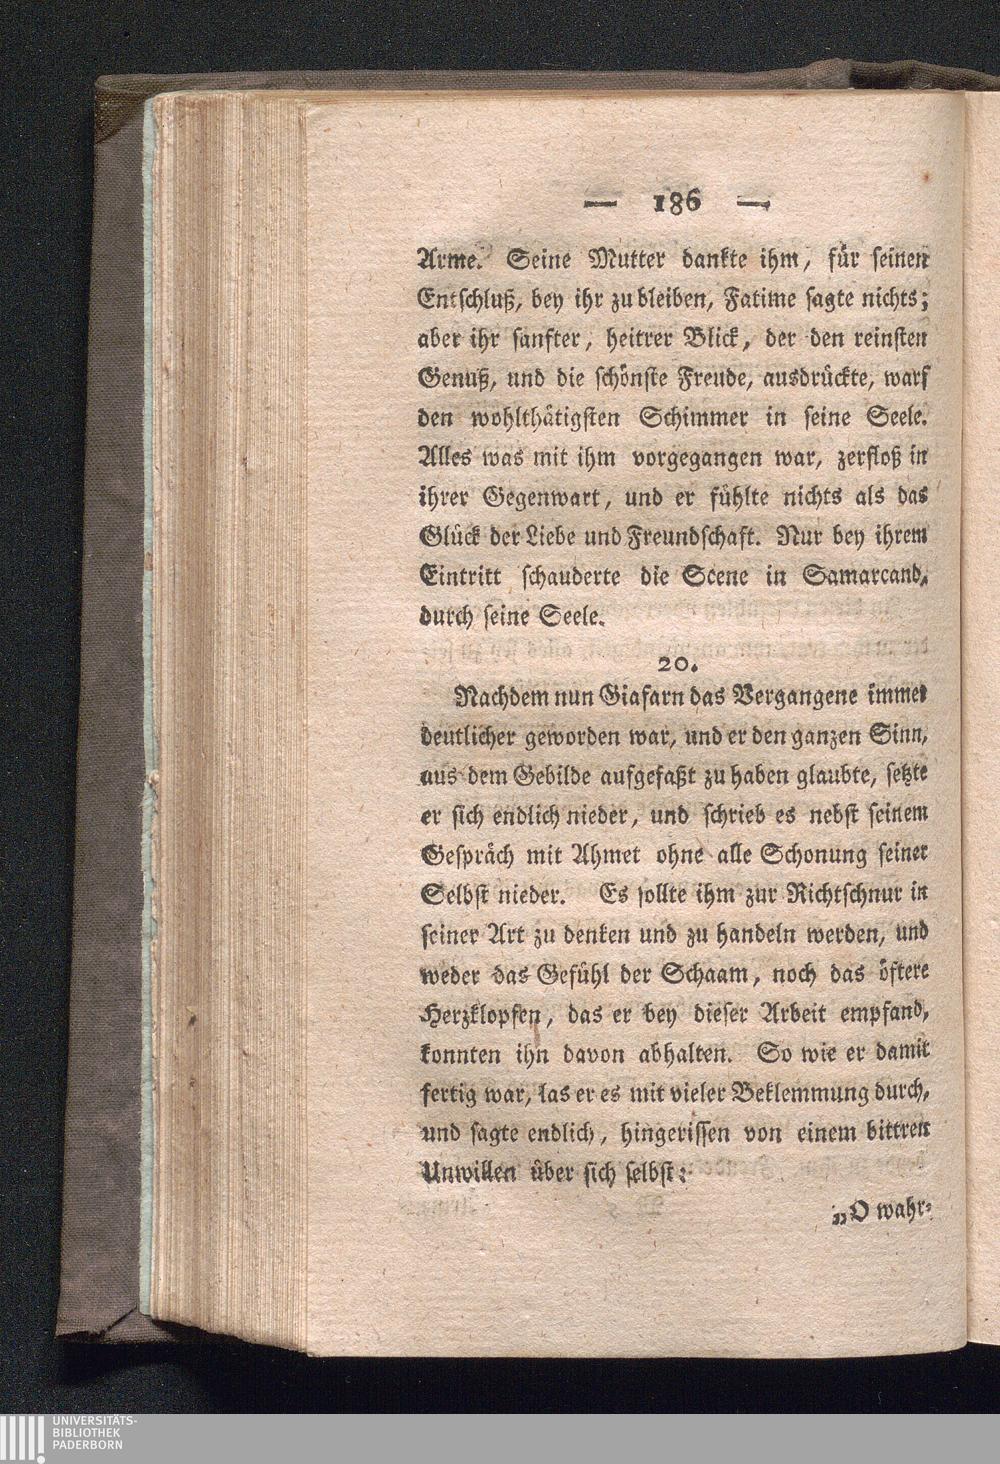 — 186 —
Arme. Seine Mutter dankte ihm, für seinen
Entschluß, bey ihr zu bleiben, Fatime sagte nichts;
aber ihr sanfter, heitrer Blick, der den reinsten
Genuß, und die schönste Freude, ausdrückte, warf
den wohlthätigsten Schimmer in seine Seele.
Alles was mit ihm vorgegangen war, zerfloß in
ihrer Gegenwart, und er fühlte nichts als das
Glück der Liebe und Freundschaft. Nur bey ihrem
Eintritt schauderte die Scene in Samarcand,
durch seine Seele.
20.
Nachdem nun Giafarn das Vergangene immer
deutlicher geworden war, und er den ganzen Sinn,
aus dem Gebilde aufgefaßt zu haben glaubte, setzte
er sich endlich nieder, und schrieb es nebst seinem
Gespräch mit Ahmet ohne alle Schonung seiner
Selbst nieder. Es sollte ihm zur Richtschnur in
seiner Art zu denken und zu handeln werden, und
weder das Gefühl der Schaam, noch das öftere
Herzklopfen, das er bey dieser Arbeit empfand,
konnten ihn davon abhalten. So wie er damit
fertig war, las er es mit vieler Beklemmung durch,
und sagte endlich, hingerissen von einem bittren
Unwillen über sich selbst:
„O wahr-
UNIVERSITÄTS-
BIBLIOTHEK
PADERBORN